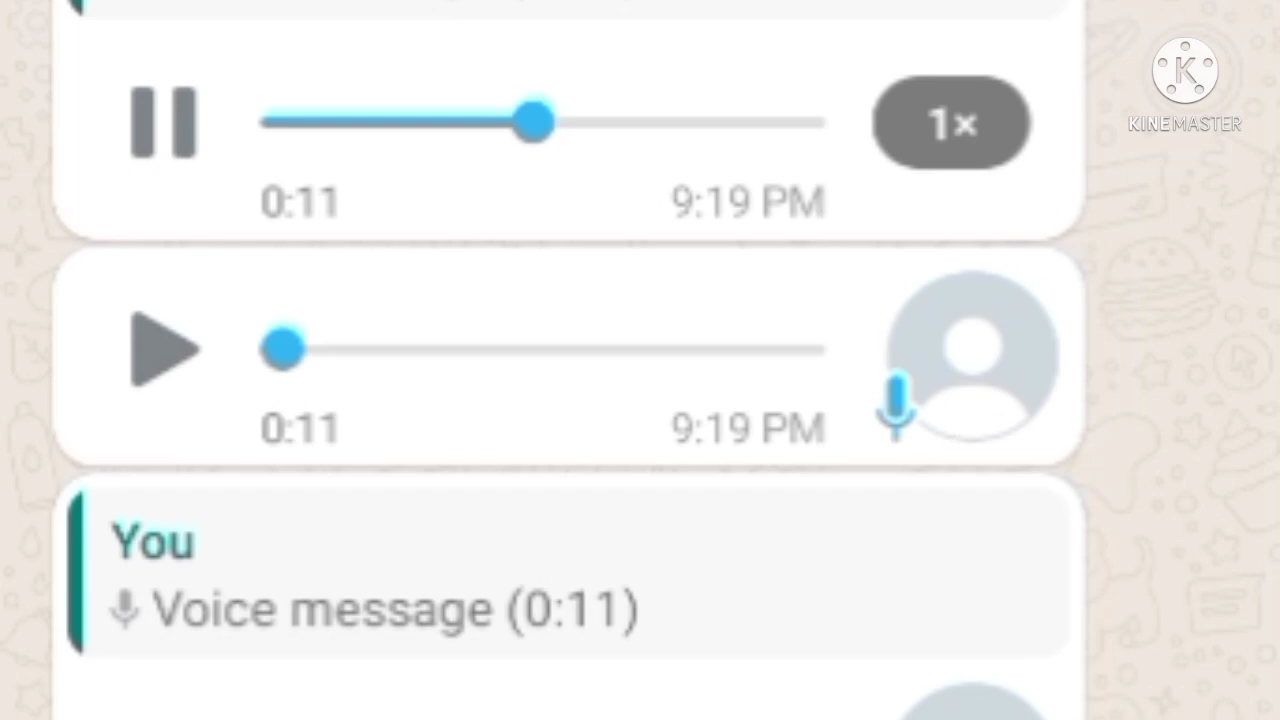 1×
0:11 9:19 PM
K
KINEMASTER
0:11 9:19 PM
You
Voice message (0:11)